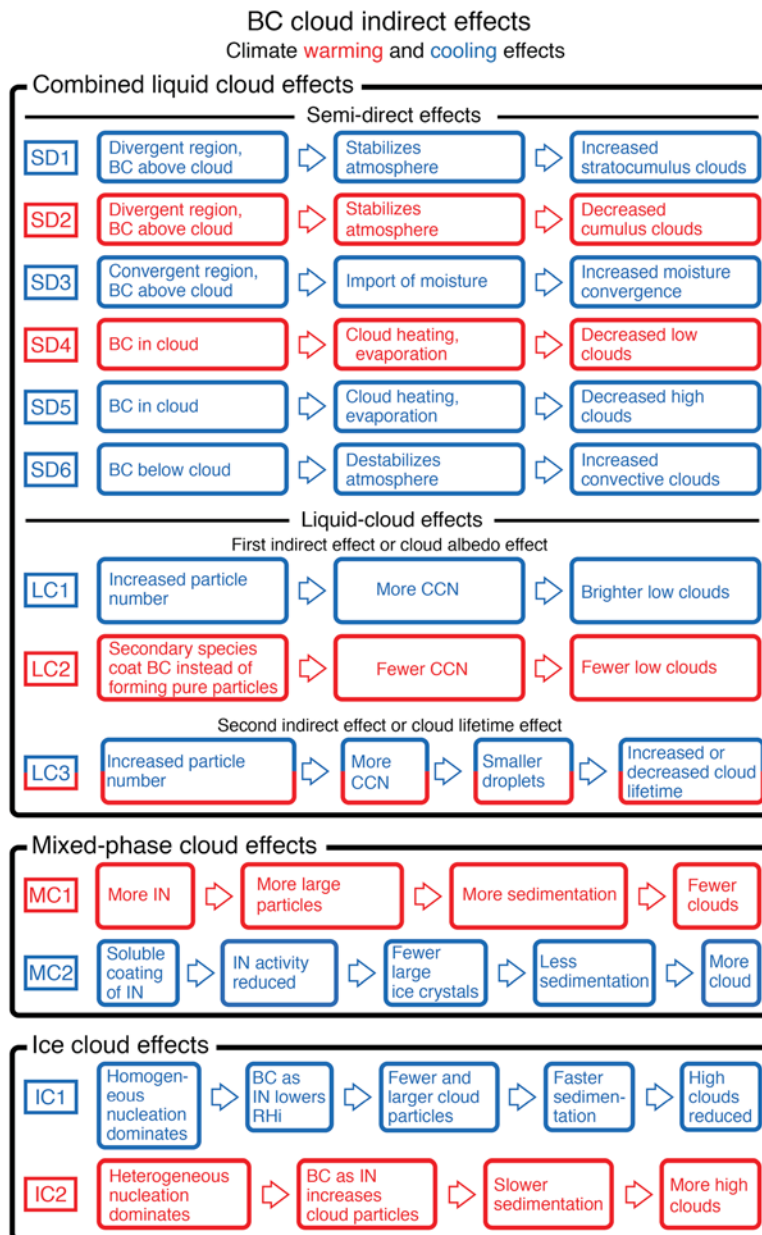 BC cloud indirect effects
Climate warming and cooling effects
Combined liquid cloud effects
Semi-direct effects
SD1
Divergent region,
BC above cloud
Stabilizes
atmosphere
Increased
stratocumulus clouds
SD2
Divergent region,
BC above cloud
Stabilizes
atmosphere
Decreased
cumulus clouds
SD3
Convergent region,
BC above cloud
Import of moisture
Increased moisture
convergence
SD4
BC in cloud
Cloud heating,
evaporation
Decreased low
clouds
SD5
BC in cloud
Cloud heating,
evaporation
Decreased high
clouds
SD6
BC below cloud
Destabilizes
atmosphere
Increased
convective clouds
Liquid-cloud effects
First indirect effect or cloud albedo effect
LC1
Increased particle
number
More CCN
Brighter low clouds
LC2
Secondary species
coat BC instead of
forming pure particles
Fewer CCN
Fewer low clouds
Second indirect effect or cloud lifetime effect
LC3
Increased particle
number
More
CCN
Smaller
droplets
Increased or
decreased cloud
lifetime
Mixed-phase cloud effects
MC1
More IN
More large
particles
More sedimentation
Fewer
clouds
MC2
Soluble
coating
of IN
IN activity
reduced
Fewer
large
ice crystals
Less
sedimentation
More
cloud
Ice cloud effects
IC1
Homogen-
eous
nucleation
dominates
BC as
IN lowers
RHi
Fewer and
larger cloud
particles
Faster
sedimen-
tation
High
clouds
reduced
IC2
Heterogeneous
nucleation
dominates
BC as IN
increases
cloud particles
Slower
sedimentation
More high
clouds